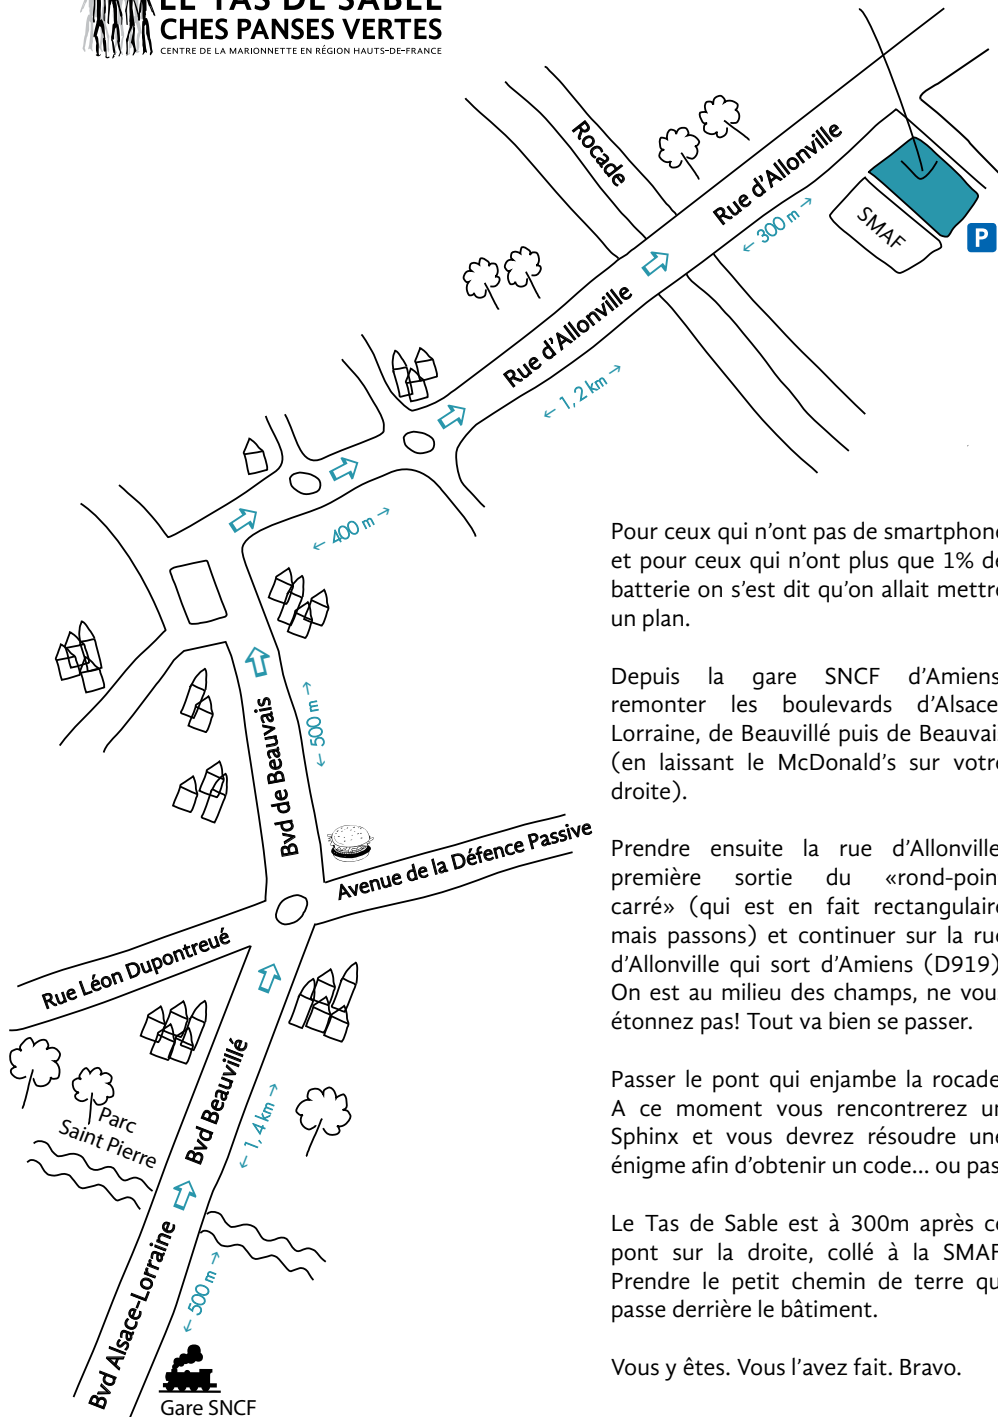 LE TAS DE SABLE
CHES PANSES VERTES
CENTRE DE LA MARIONNETTE EN RÉGION HAUTS-DE-FRANCE
Rocade
Rue d'Allonville
← 300 m →
SMAF
P
Rue d'Allonville
← 1, 2 km →
← 400 m →
← 500 m →
Bvd de Beauvais
Avenue de la Défence Passive
Rue Léon Dupontreué
Bvd Beauvillé
← 1, 4 km →
Parc
Saint Pierre
Bvd Alsace-Lorraine
← 500 m →
Gare SNCF
Pour ceux qui n'ont pas de smartphone
et pour ceux qui n'ont plus que 1% de
batterie on s'est dit qu'on allait mettre
un plan.
Depuis la gare SNCF d'Amiens
remonter les boulevards d'Alsace
Lorraine, de Beauvillé puis de Beauvais
(en laissant le McDonald's sur votre
droite).
Prendre ensuite la rue d'Allonville
première sortie du «rond-point
carré» (qui est en fait rectangulaire
mais passons) et continuer sur la rue
d'Allonville qui sort d'Amiens (D919)
On est au milieu des champs, ne vous
étonnez pas! Tout va bien se passer.
Passer le pont qui enjambe la rocade
A ce moment vous rencontrerez un
Sphinx et vous devrez résoudre une
énigme afin d'obtenir un code... ou pas
Le Tas de Sable est à 300m après ce
pont sur la droite, collé à la SMAF
Prendre le petit chemin de terre qui
passe derrière le bâtiment.
Vous y êtes. Vous l'avez fait. Bravo.